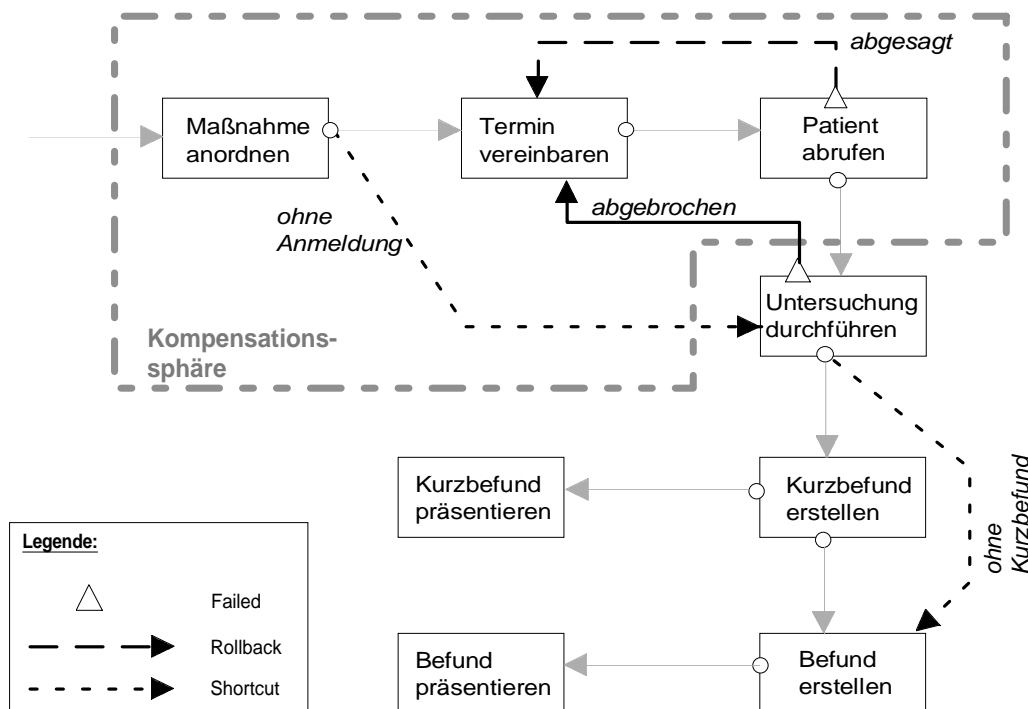 abgesagt
Maßnahme
anordnen
Termin
vereinbaren
Patient
abrufen
ohne
Anmeldung
abgebrochen
Untersuchung
durchführen
Kompensations-
sphäre
Kurzbefund
präsentieren
Kurzbefund
erstellen
ohne
Kurzbefund
Befund
präsentieren
Befund
erstellen
Legende:
Failed
Rollback
Shortcut